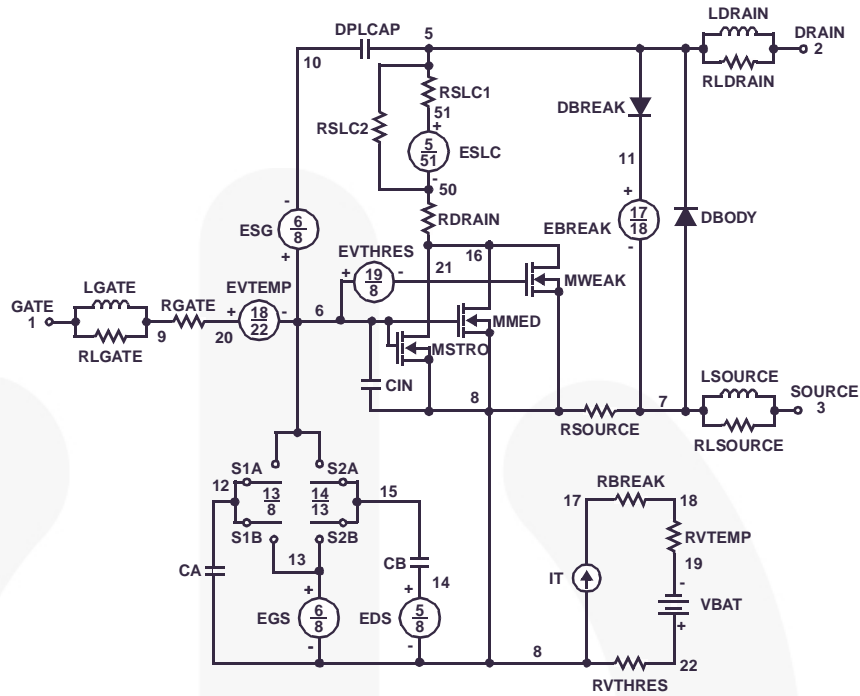 LDRAIN
DPLCAP 5 DRAIN
10 2
RLDRAIN
RSLC1
DBREAK
51
RSLC2 +
5
51
ESLC
11
-
50
-
RDRAIN
+
6
8
ESG
EBREAK
17
18
DBODY
+
-
EVTHRES
16
+ 19
8
- 21
MWEAK
LGATE EVTEMP
GATE RGATE + 18
22
- 6
MMED
1
9 20
MSTRO
RLGATE
LSOURCE
CIN 8 7 SOURCE
3
RSOURCE
RLSOURCE
S1A S2A
12 13
8
14
13
15
RBREAK
17 18
S1B S2B
RVTEMP
13 CB
CA 14 IT 19
+ + -
EGS 6
8
EDS 5
8
VBAT
- - +
8
22
RVTHRES